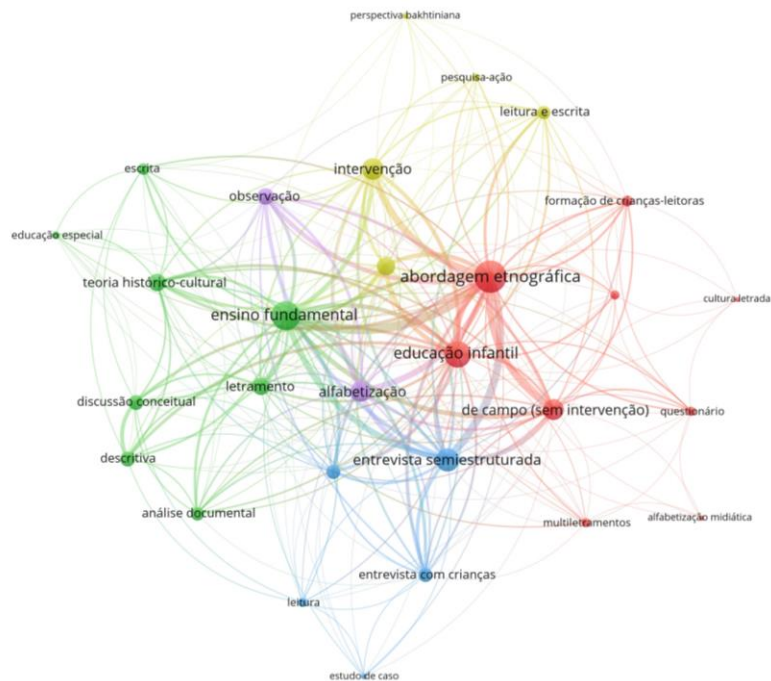 perspectiva bakhtiniana
pesquisa-ação
leitura e escrita
escrita
intervenção
observação
formação de crianças-leitoras
educação especial
teoria histórico-cultural
abordagem etnográfica
cultura letrada
ensino fundamental
educação infantil
letramento
alfabetização
discussão conceitual
de campo (sem intervenção)
questionário
descritiva
entrevista semiestruturada
análise documental
multiletramentos
alfabetização midiática
entrevista com crianças
leitura
estudo de caso